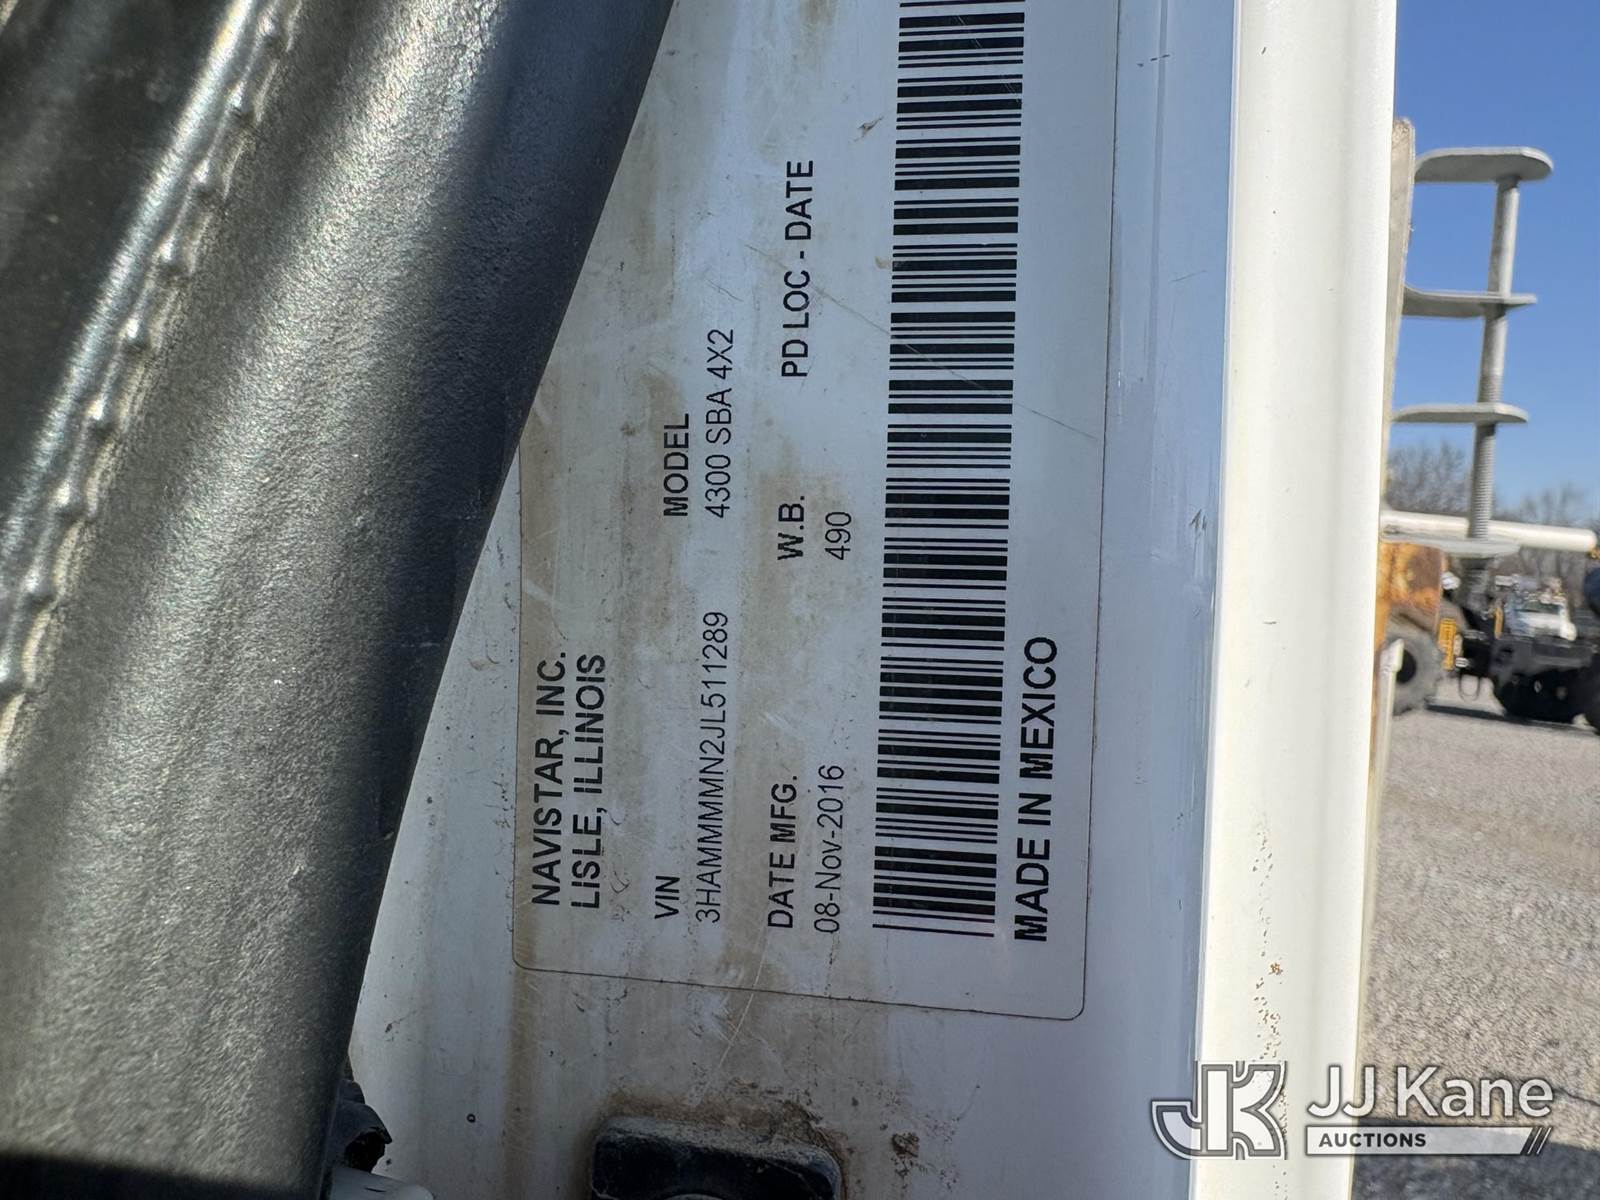 NAVISTAR, INC.
LISLE, ILLINOIS
VIN MODEL
3HAMMMMN2JL511289 4300 SBA 4X2
DATE MFG. W.B. PD LOC - DATE
08-Nov-2016 490
MADE IN MEXICO
JK JJ Kane
AUCTIONS